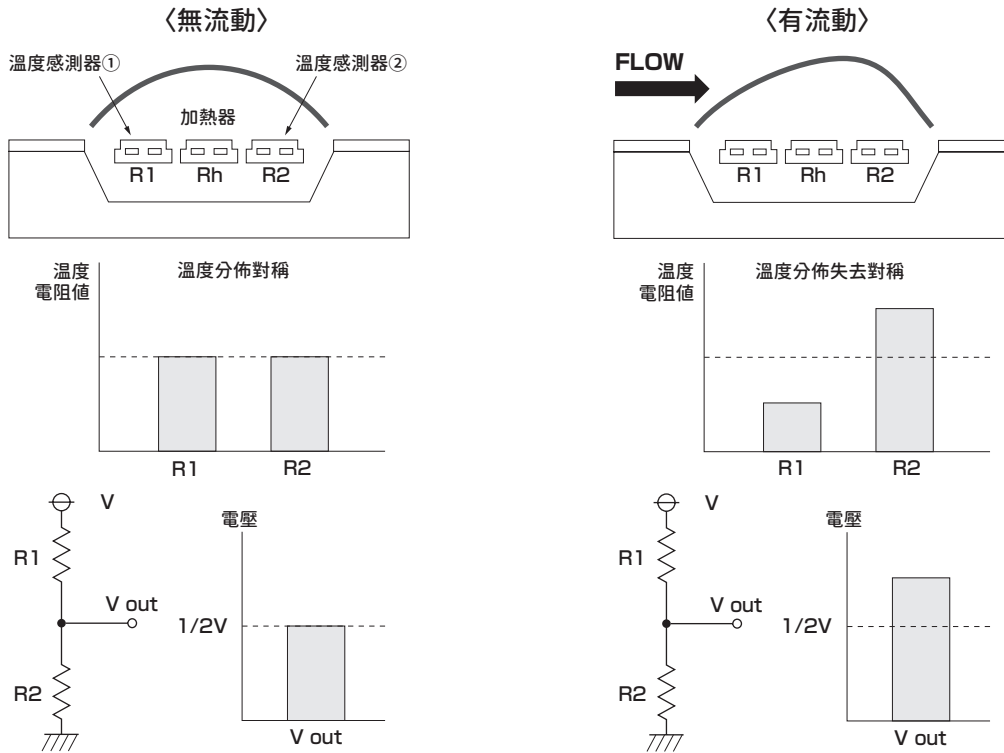 〈無流動〉
溫度感測器①
溫度感測器②
加熱器
R1
Rh
R2
溫度
電阻值
溫度分佈對稱
R1
R2
V
R1
V out
R2
電壓
1/2V
V out
〈有流動〉
FLOW
R1
Rh
R2
溫度
電阻值
溫度分佈失去對稱
R1
R2
V
R1
V out
R2
電壓
1/2V
V out